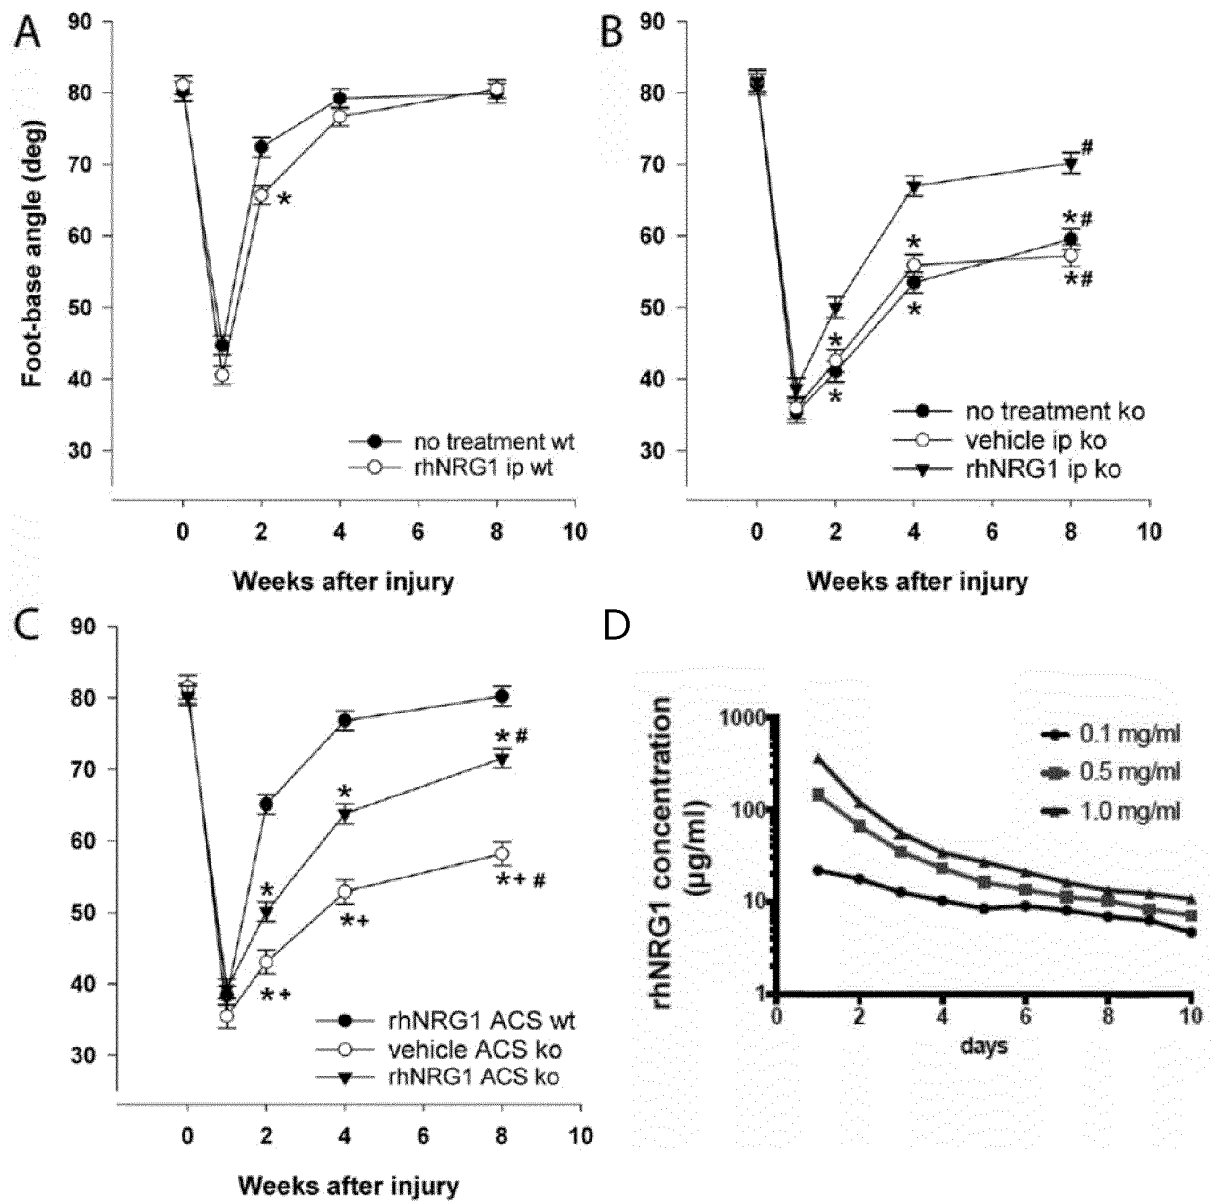 A
90
80
70
60
50
40
30
Foot-base angle (deg)
*
no treatment wt
rhNRG1 ip wt
0 2 4 6 8 10
Weeks after injury
B
90
80
70
60
50
40
30
#
*#
*
*#
*
*
*
no treatment ko
vehicle ip ko
rhNRG1 ip ko
0 2 4 6 8 10
Weeks after injury
C
90
80
70
60
50
40
30
* #
*
*+ #
*
*+
*+
rhNRG1 ACS wt
vehicle ACS ko
rhNRG1 ACS ko
0 2 4 6 8 10
Weeks after injury
D
rhNRG1 concentration
(µg/ml)
1000
100
10
1
0.1 mg/ml
0.5 mg/ml
1.0 mg/ml
0 2 4 6 8 10
days